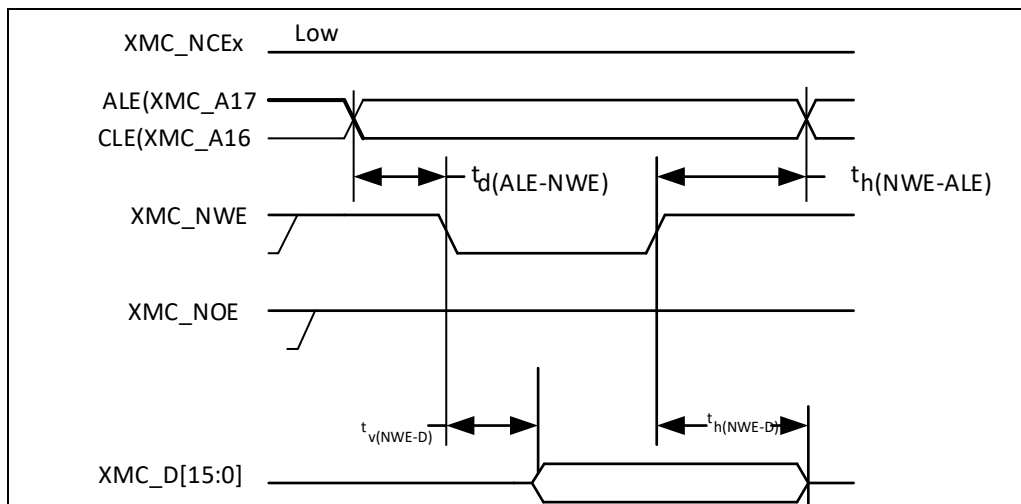 XMC_NCEx Low
ALE(XMC_A17
CLE(XMC_A16
td(ALE-NWE) th(NWE-ALE)
XMC_NWE
XMC_NOE
tv(NWE-D) th(NWE-D)
XMC_D[15:0]